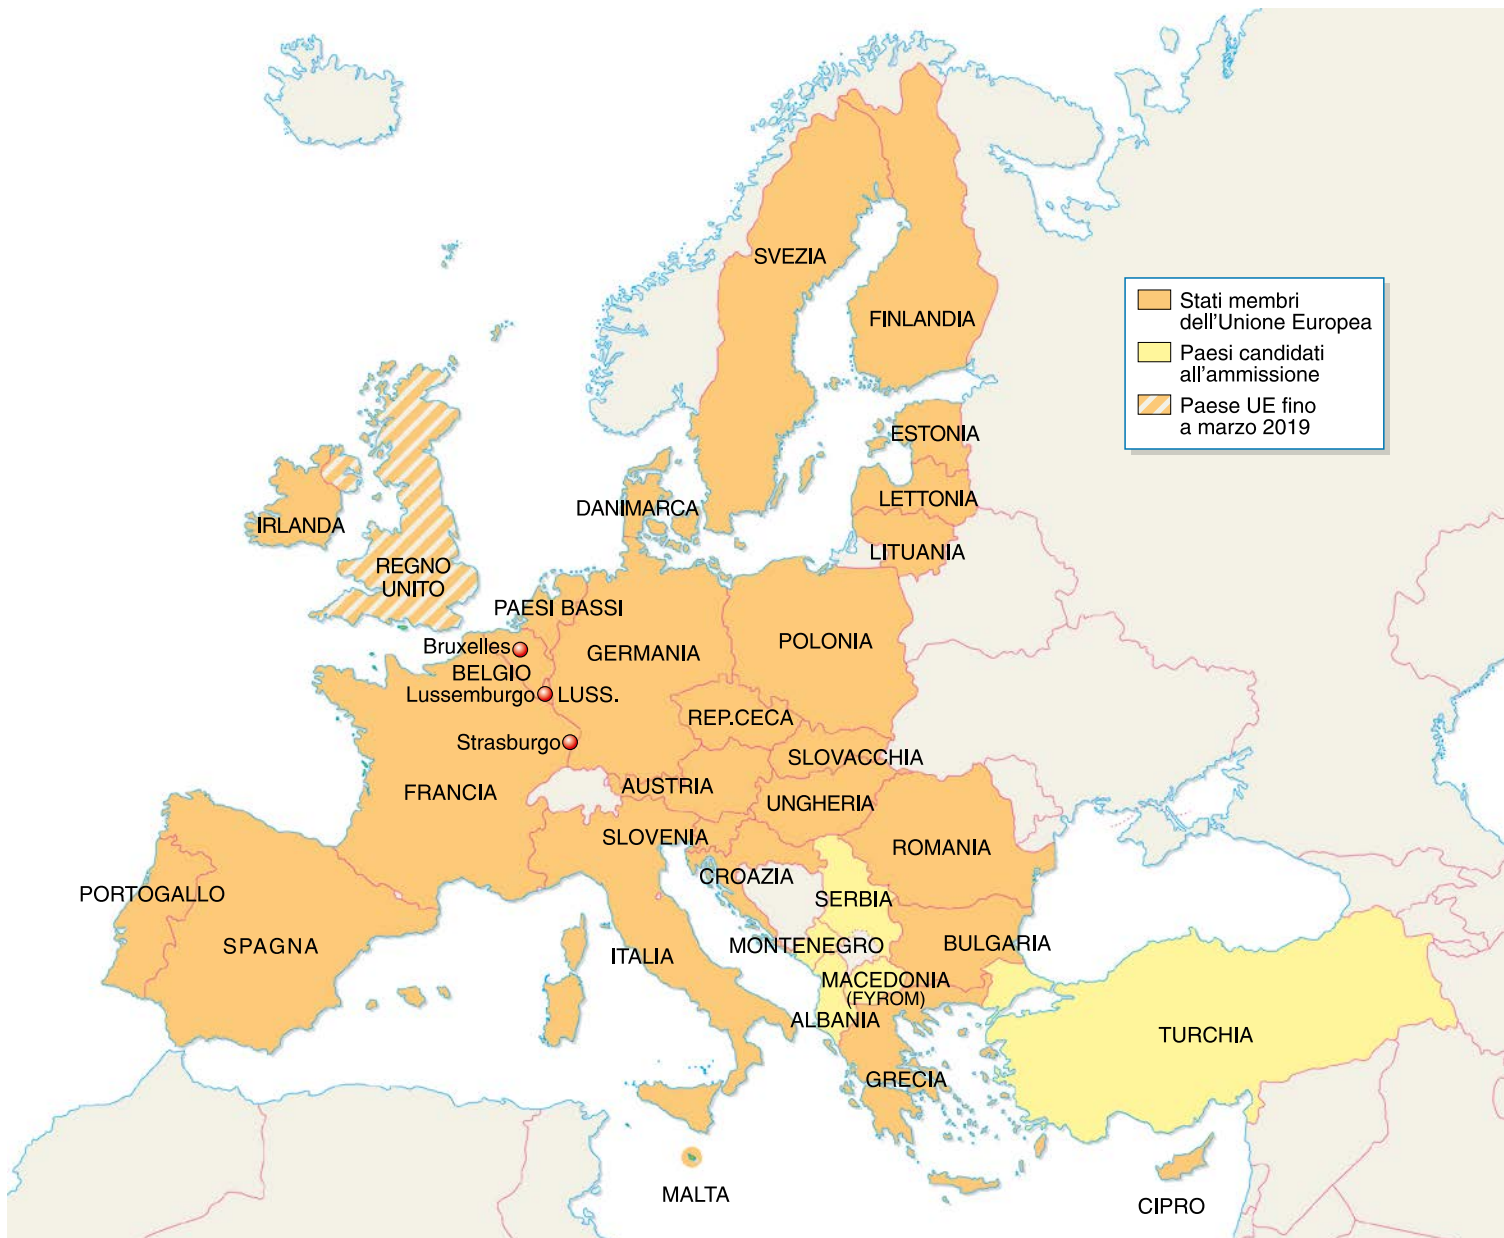 SVEZIA
FINLANDIA
Stati membri
dell'Unione Europea
Paesi candidati
all'ammissione
Paese UE fino
a marzo 2019
ESTONIA
LETTONIA
DANIMARCA
IRLANDA
LITUANIA
REGNO
UNITO
PAESI BASSI
POLONIA
Bruxelles
GERMANIA
BELGIO
Lussemburgo
LUSS.
REP.CECA
Strasburgo
SLOVACCHIA
AUSTRIA
FRANCIA
UNGHERIA
SLOVENIA
ROMANIA
CROAZIA
PORTOGALLO
SERBIA
SPAGNA
MONTENEGRO
BULGARIA
ITALIA
MACEDONIA
(FYROM)
ALBANIA
TURCHIA
GRECIA
MALTA
CIPRO